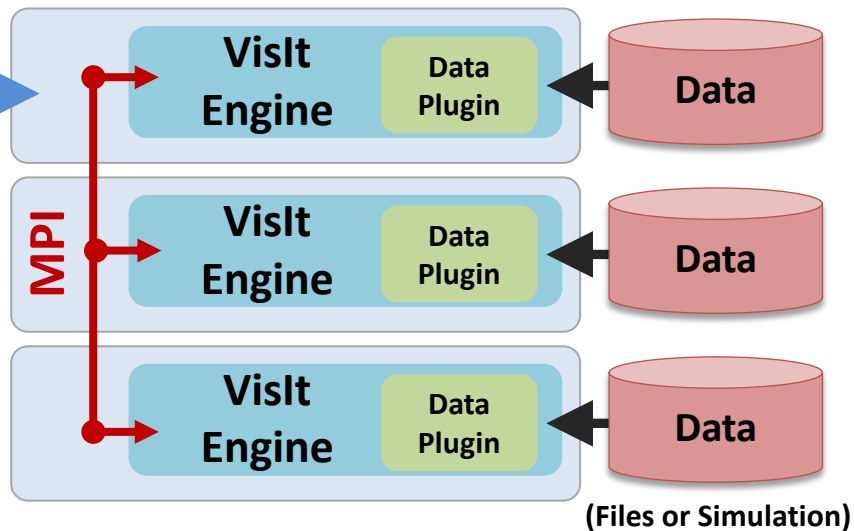 VisIt
Engine
Data
Plugin
Data
MPI
VisIt
Engine
Data
Plugin
Data
VisIt
Engine
Data
Plugin
Data
(Files or Simulation)